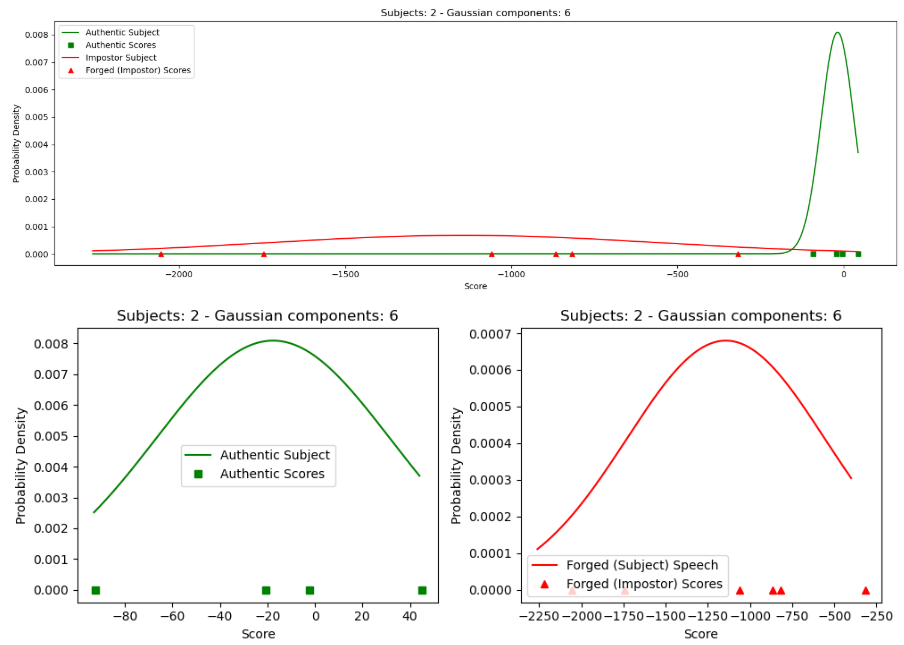 Subjects: 2 - Gaussian components: 6
Authentic Subject
Authentic Scores
Impostor Subject
Forged (Impostor) Scores
Probability Density
0.008
0.007
0.006
0.005
0.004
0.003
0.002
0.001
0.000
−2000 −1500 −1000 −500 0
Score
Subjects: 2 - Gaussian components: 6
Probability Density
0.008
0.007
0.006
0.005
0.004
0.003
0.002
0.001
0.000
Authentic Subject
Authentic Scores
−80 −60 −40 −20 0 20 40
Score
Subjects: 2 - Gaussian components: 6
Probability Density
0.0007
0.0006
0.0005
0.0004
0.0003
0.0002
0.0001
0.0000
Forged (Subject) Speech
Forged (Impostor) Scores
−2250 −2000 −1750 −1500 −1250 −1000 −750 −500 −250
Score